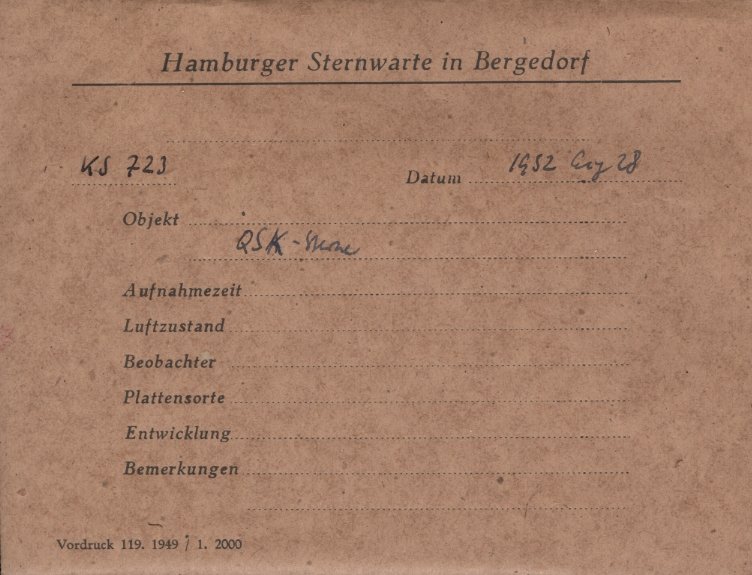 Hamburger Sternwarte in Bergedorf
KS 723
Datum 1952 Aug 28
Objekt
QSK-
Aufnahmezeit
Luftzustand
Beobachter
Plattensorte
Entwicklung
Bemerkungen
Vordruck 119. 1949 / 1. 2000